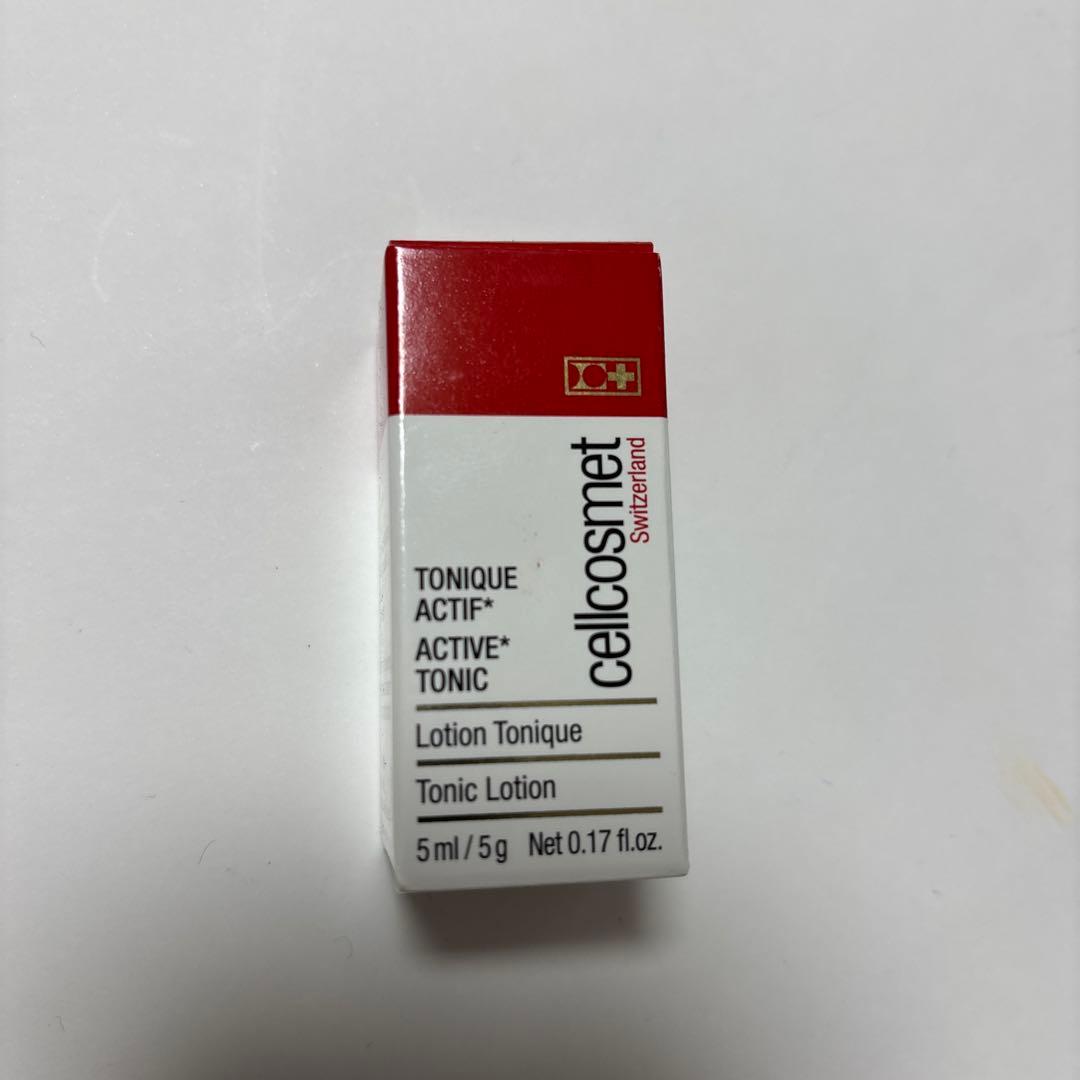 cellcosmet
Switzerland
TONIQUE
ACTIF*
ACTIVE*
TONIC
Lotion Tonique
Tonic Lotion
5 ml / 5 g Net 0.17 fl.oz.